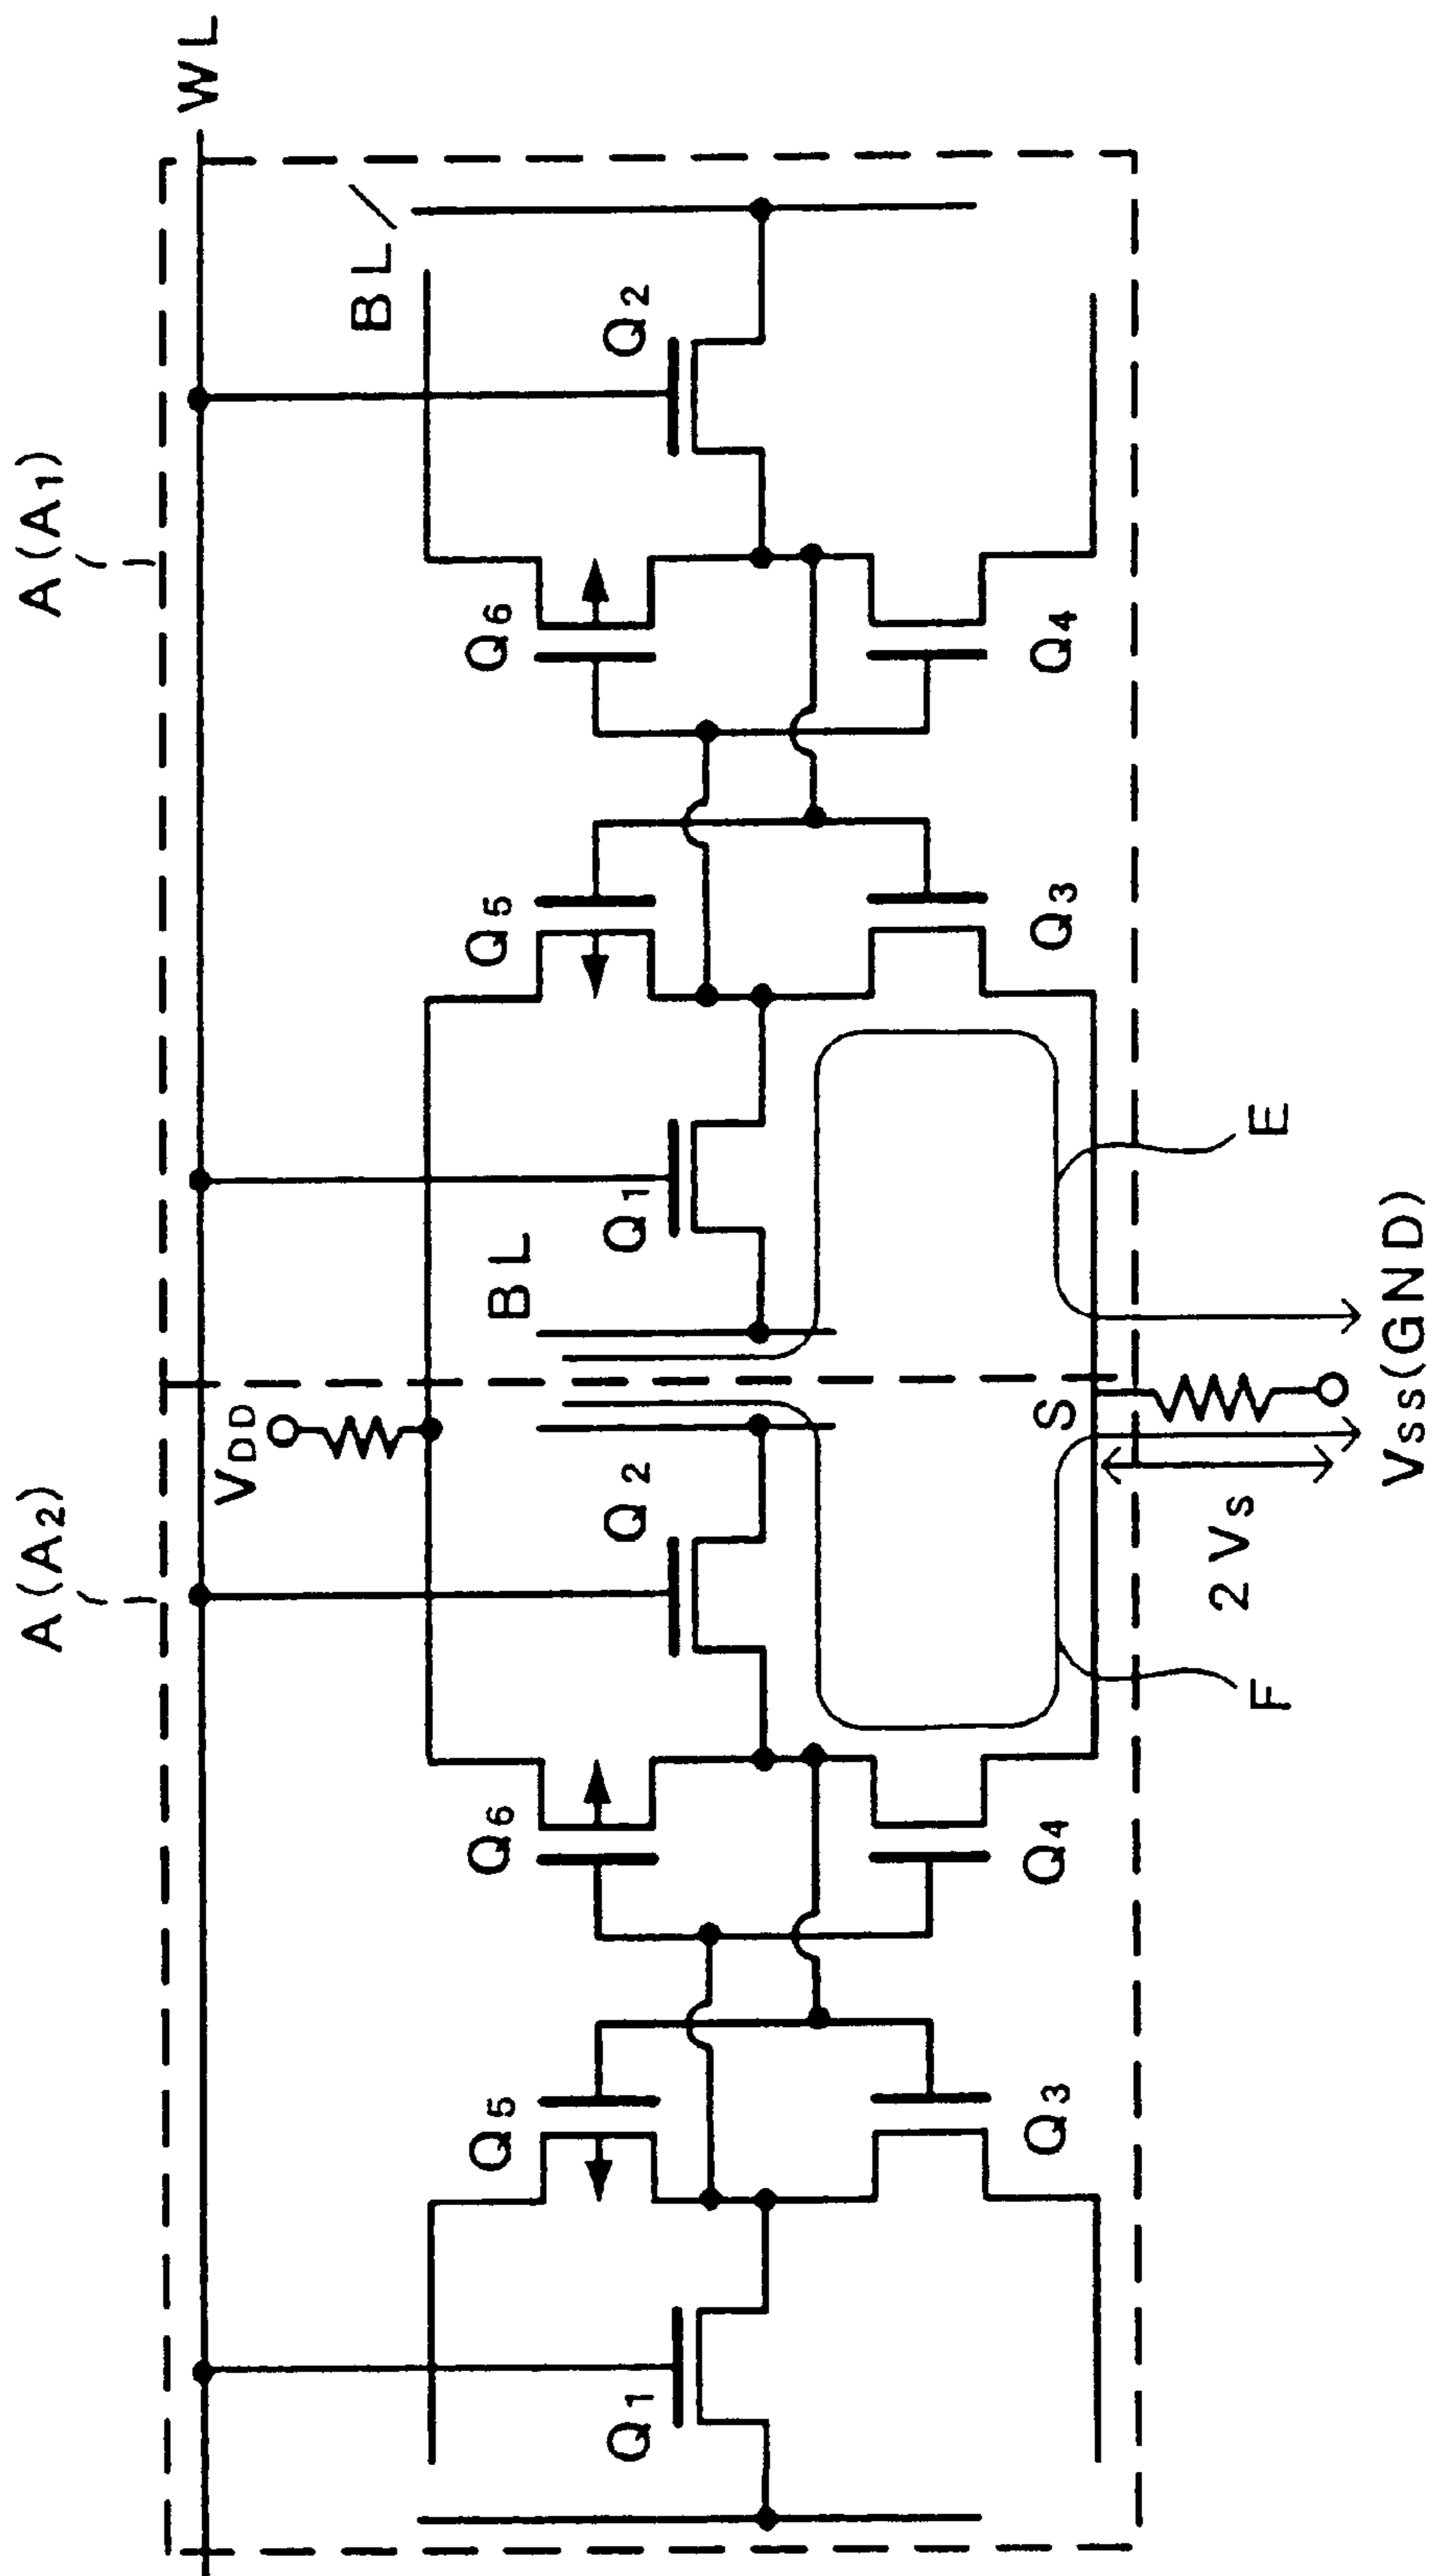 A(A2)
A(A1)
WL
VDD
BL
Q5
Q6
BL
Q5
Q6
Q1
Q2
Q1
Q2
Q3
Q4
S
Q3
Q4
2Vs
F
E
Vss(GND)